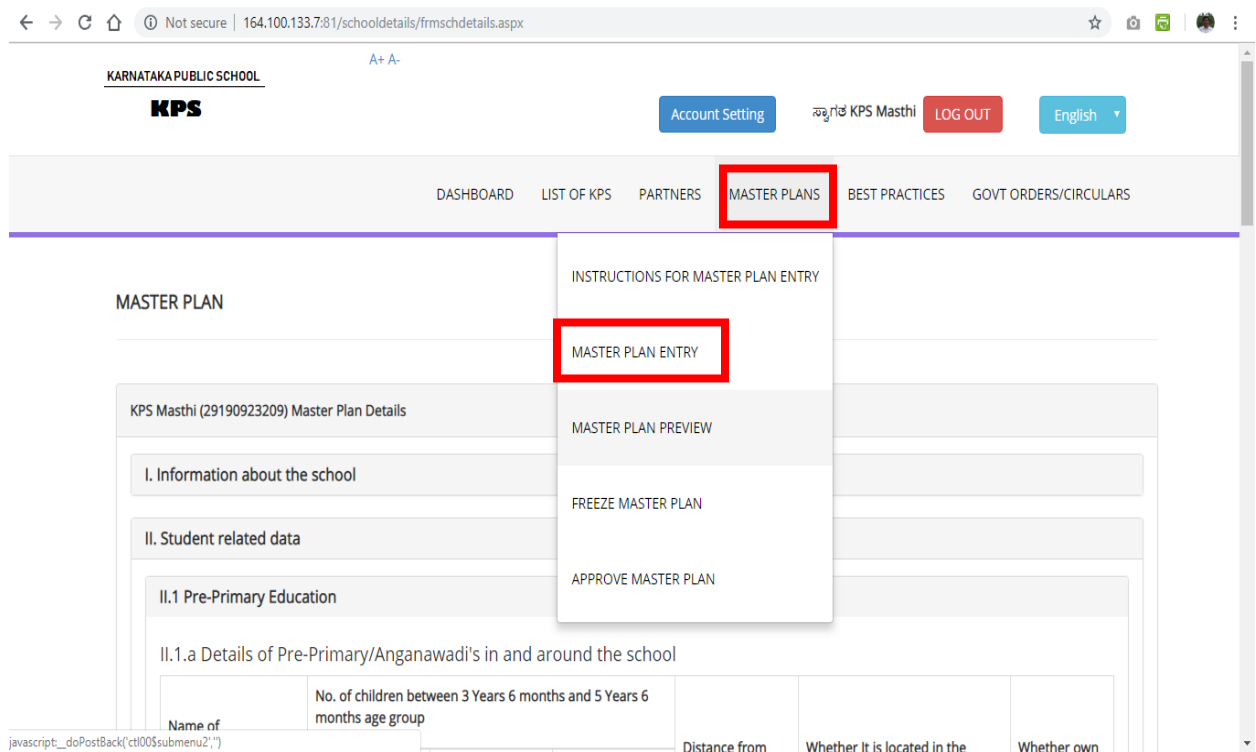 Not secure | 164.100.133.7:81/schooldetails/frmschdetails.aspx
A+ A-
KARNATAKA PUBLIC SCHOOL
KPS
Account Setting
ಸ್ವಾಗತ KPS Masthi
LOG OUT
English
DASHBOARD LIST OF KPS PARTNERS MASTER PLANS BEST PRACTICES GOVT ORDERS/CIRCULARS
INSTRUCTIONS FOR MASTER PLAN ENTRY
MASTER PLAN ENTRY
MASTER PLAN PREVIEW
FREEZE MASTER PLAN
APPROVE MASTER PLAN
MASTER PLAN
KPS Masthi (29190923209) Master Plan Details
I. Information about the school
II. Student related data
II.1 Pre-Primary Education
II.1.a Details of Pre-Primary/Anganawadi's in and around the school
Name of
No. of children between 3 Years 6 months and 5 Years 6
months age group
Distance from
Whether It is located in the
Whether own
javascript:__doPostBack('ctl00$submenu2','')